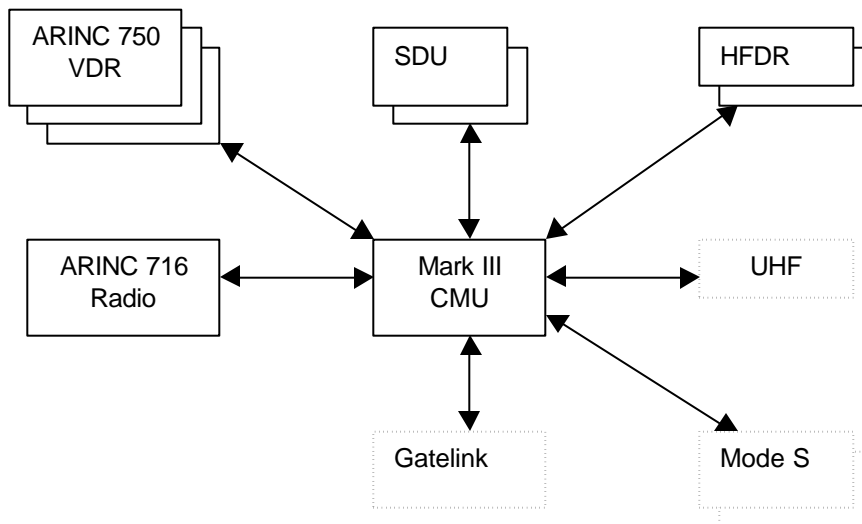 ARINC 750
VDR
SDU
HFDR
ARINC 716
Radio
Mark III
CMU
UHF
Gatelink
Mode S